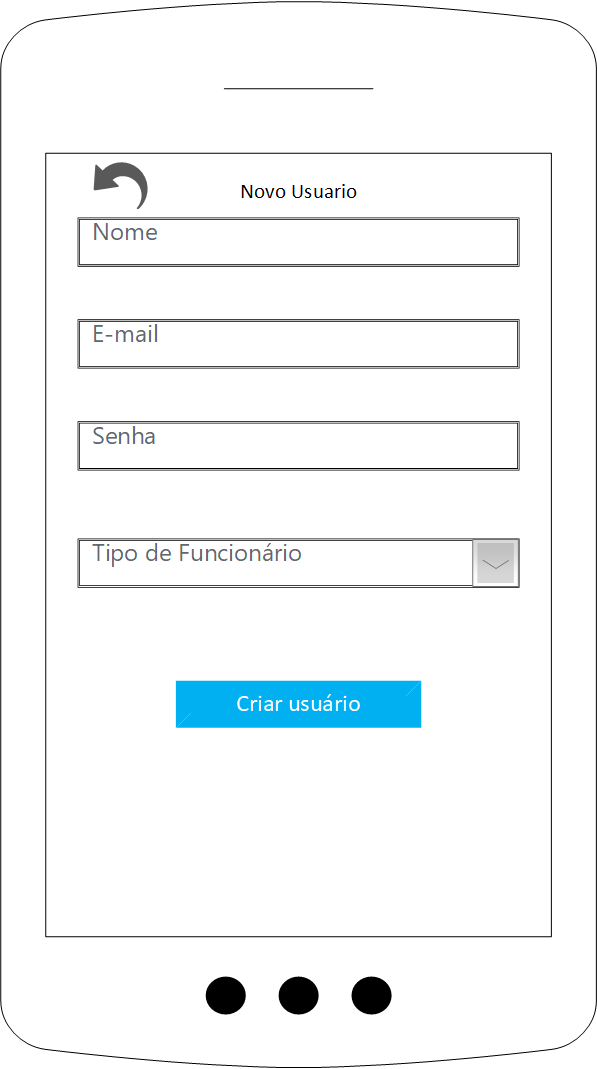 Novo Usuario
Nome
E-mail
Senha
Tipo de Funcionário
Criar usuário